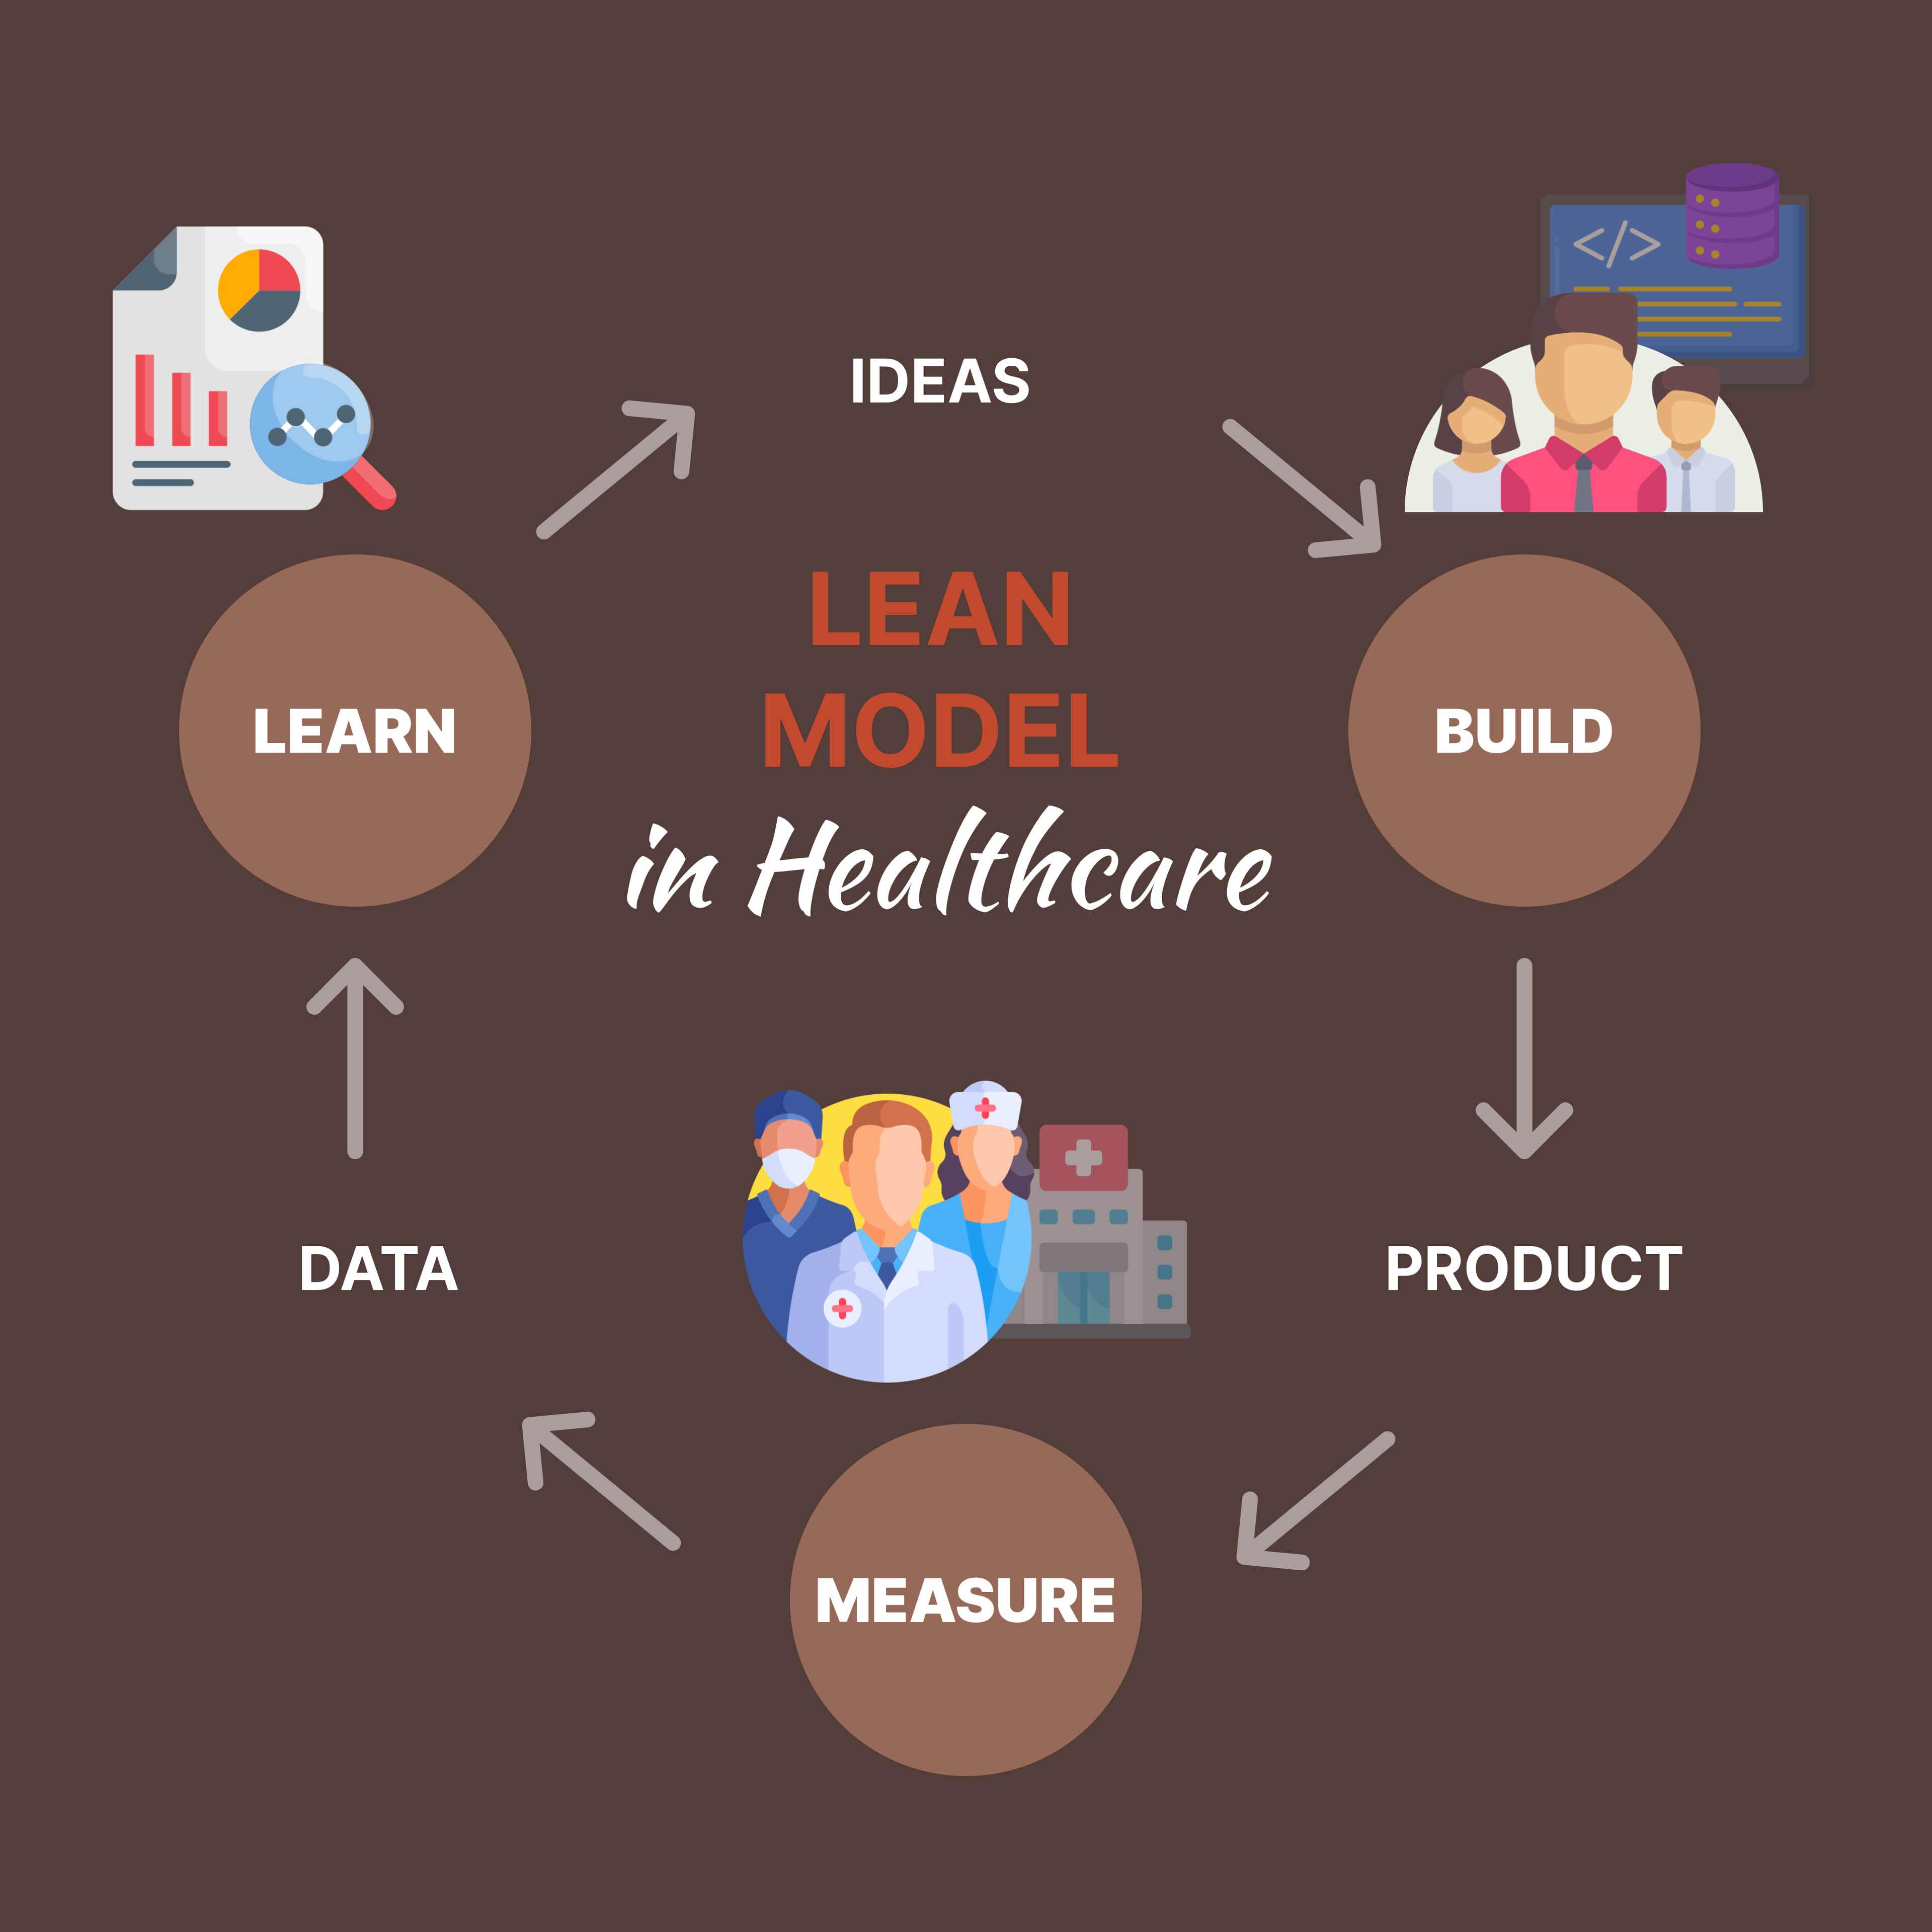 IDEAS
LEAN
MODEL
in Healthcare
LEARN
BUILD
</>
DATA
PRODUCT
MEASURE